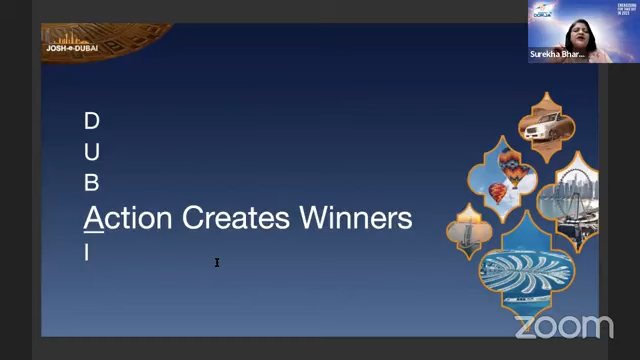 JOSH-e-DUBAI
D
U
B
Action Creates Winners
I
Surekha Bhar...
zoom